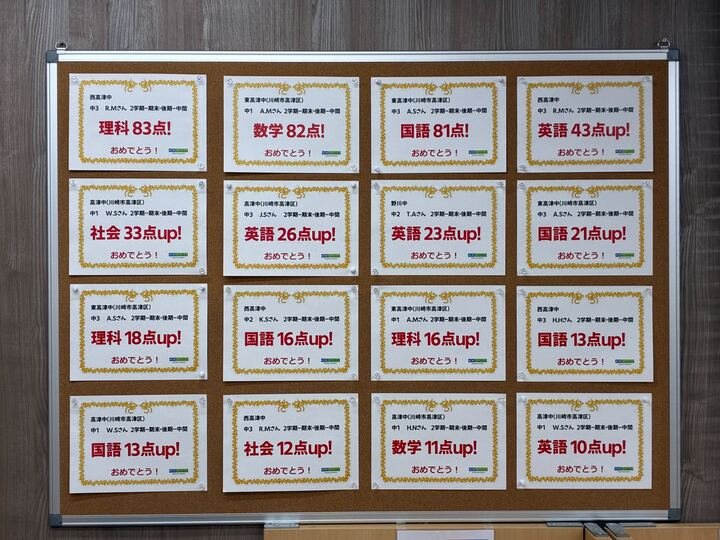 西高津中
中3 R.Mさん 2学期-期末・後期-中間
理科 83点!
おめでとう!
東高津中(川崎市高津区)
中1 A.Mさん 2学期-期末・後期-中間
数学 82点!
おめでとう!
東高津中(川崎市高津区)
中3 A.Sさん 2学期-期末・後期-中間
国語 81点!
おめでとう!
西高津中
中3 R.Mさん 2学期-期末・後期-中間
英語 43点up!
おめでとう!
高津中(川崎市高津区)
中1 W.Sさん 2学期-期末・後期-中間
社会 33点up!
おめでとう!
高津中(川崎市高津区)
中3 J.Sさん 2学期-期末・後期-中間
英語 26点up!
おめでとう!
野川中
中2 T.Aさん 2学期-期末・後期-中間
英語 23点up!
おめでとう!
東高津中(川崎市高津区)
中3 A.Sさん 2学期-期末・後期-中間
国語 21点up!
おめでとう!
東高津中(川崎市高津区)
中3 A.Sさん 2学期-期末・後期-中間
理科 18点up!
おめでとう!
西高津中
中2 K.Sさん 2学期-期末・後期-中間
国語 16点up!
おめでとう!
東高津中(川崎市高津区)
中1 A.Mさん 2学期-期末・後期-中間
理科 16点up!
おめでとう!
西高津中
中3 H.Hさん 2学期-期末・後期-中間
国語 13点up!
おめでとう!
高津中(川崎市高津区)
中1 W.Sさん 2学期-期末・後期-中間
国語 13点up!
おめでとう!
西高津中
中3 R.Mさん 2学期-期末・後期-中間
社会 12点up!
おめでとう!
高津中(川崎市高津区)
中1 H.Nさん 2学期-期末・後期-中間
数学 11点up!
おめでとう!
高津中(川崎市高津区)
中1 W.Sさん 2学期-期末・後期-中間
英語 10点up!
おめでとう!